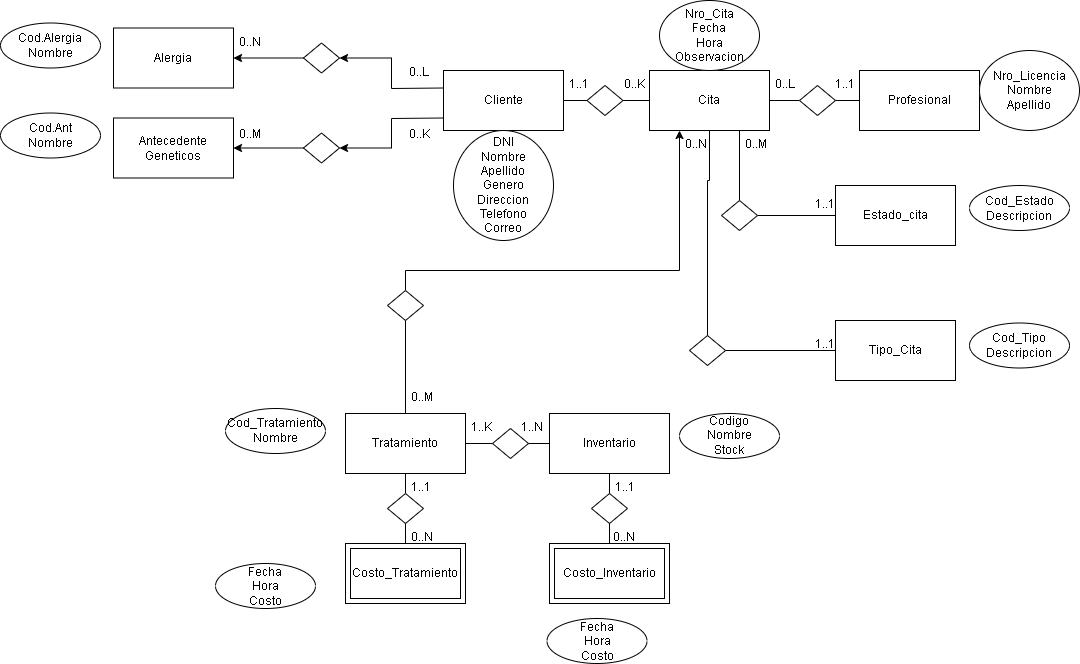 Nro_Cita
Fecha
Hora
Observacion
Cod.Alergia
Nombre
Alergia
0..N
0..L
Cliente
1..1
0..K
Cita
0..L
1..1
Profesional
Nro_Licencia
Nombre
Apellido
Cod.Ant
Nombre
Antecedente
Geneticos
0..M
0..K
DNI
Nombre
Apellido
Genero
Direccion
Telefono
Correo
0..N
0..M
1..1
Estado_cita
Cod_Estado
Descripcion
1..1
Tipo_Cita
Cod_Tipo
Descripcion
0..M
Cod_Tratamiento
Nombre
Tratamiento
1..K
1..N
Inventario
Codigo
Nombre
Stock
1..1
1..1
0..N
0..N
Fecha
Hora
Costo
Costo_Tratamiento
Costo_Inventario
Fecha
Hora
Costo